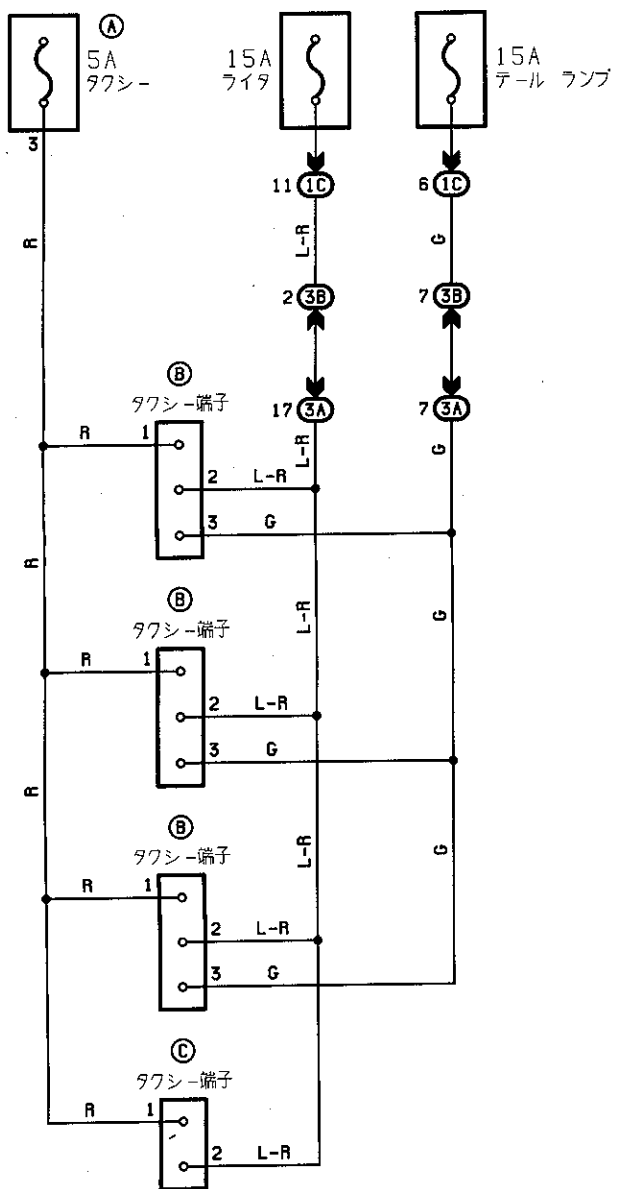 A
5A
タクシー
15A
ライタ
15A
テール ランプ
3
11 1C
6 1C
R
L-R
G
2 3B
7 3B
B
タクシー端子
17 3A
7 3A
R 1
L-R
G
2 L-R
3 G
R
B
タクシー端子
L-R
G
R 1
2 L-R
3 G
R
B
タクシー端子
L-R
G
R 1
2 L-R
3 G
C
タクシー端子
R 1
2 L-R